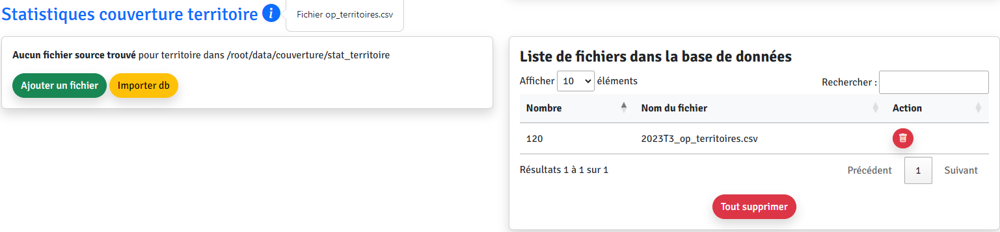 Statistiques couverture territoire i
Fichier op_territoires.csv
Aucun fichier source trouvé pour territoire dans /root/data/couverture/stat_territoire
Ajouter un fichier Importer db
Liste de fichiers dans la base de données
Afficher 10 éléments Rechercher :
Nombre Nom du fichier Action
120 2023T3_op_territoires.csv
Résultats 1 à 1 sur 1 Précédent 1 Suivant
Tout supprimer